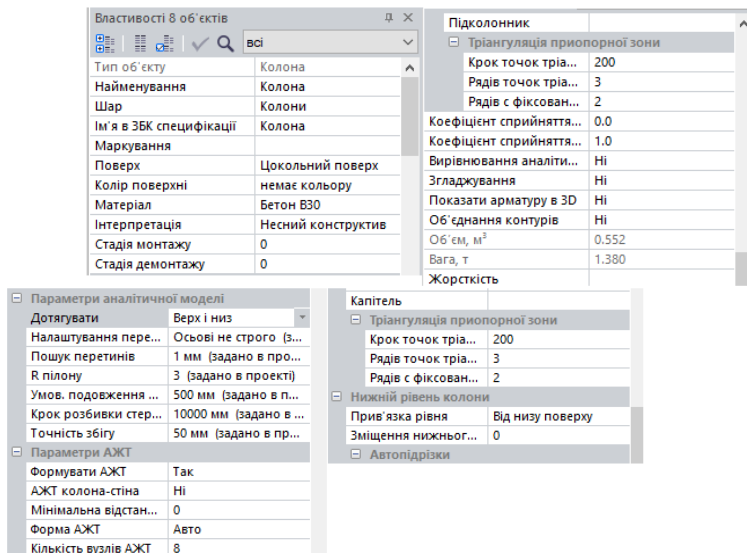 Властивості 8 об'єктів
всі
Тип об'єкту Колона
Найменування Колона
Шар Колони
Ім'я в ЗБК специфікації Колона
Маркування
Поверх Цокольний поверх
Колір поверхні немає кольору
Матеріал Бетон B30
Інтерпретація Несний конструктив
Стадія монтажу 0
Стадія демонтажу 0
Підколонник
Тріангуляція приопорної зони
Крок точок тріа... 200
Рядів точок тріа... 3
Рядів с фіксован... 2
Коефіцієнт сприйняття... 0.0
Коефіцієнт сприйняття... 1.0
Вирівнювання аналіти... Ні
Згладжування Ні
Показати арматуру в 3D Ні
Об'єднання контурів Ні
Об'єм, м³ 0.552
Вага, т 1.380
Жорсткість
Параметри аналітичної моделі
Дотягувати Верх і низ
Налаштування пере... Осьові не строго (з...
Пошук перетинів 1 мм (задано в про...
R пілону 3 (задано в проекті)
Умов. подовження ... 500 мм (задано в п...
Крок розбивки стер... 10000 мм (задано в ...
Точність збігу 50 мм (задано в пр...
Параметри АЖТ
Формувати АЖТ Так
АЖТ колона-стіна Ні
Мінімальна відстан... 0
Форма АЖТ Авто
Кількість вузлів АЖТ 8
Капітель
Тріангуляція приопорної зони
Крок точок тріа... 200
Рядів точок тріа... 3
Рядів с фіксован... 2
Нижній рівень колони
Прив'язка рівня Від низу поверху
Зміщення нижньог... 0
Автопідрізки